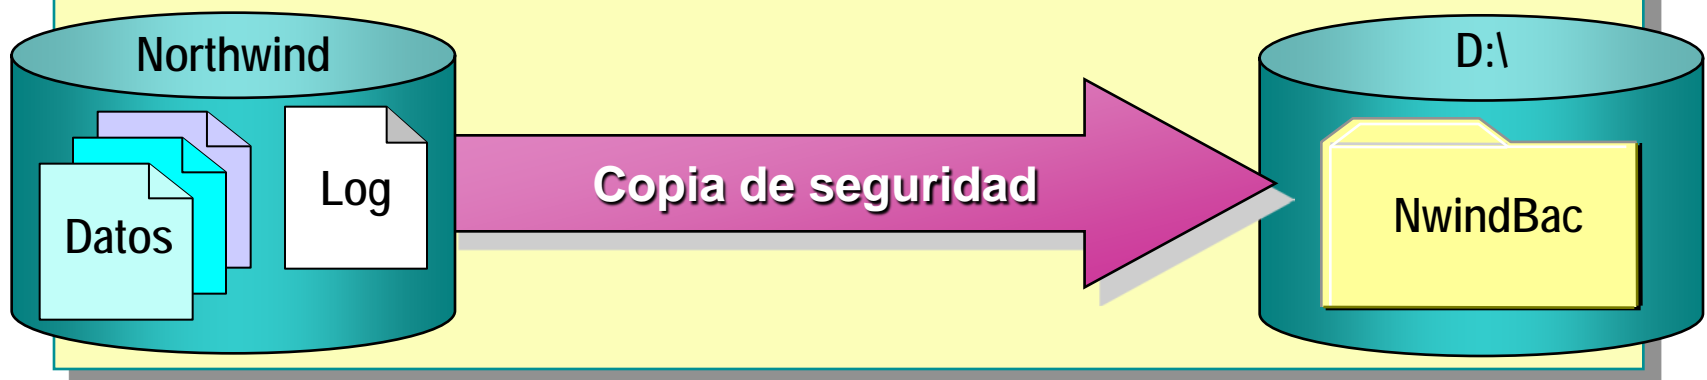 Northwind
Datos
Log
Copia de seguridad
D:\
NwindBac